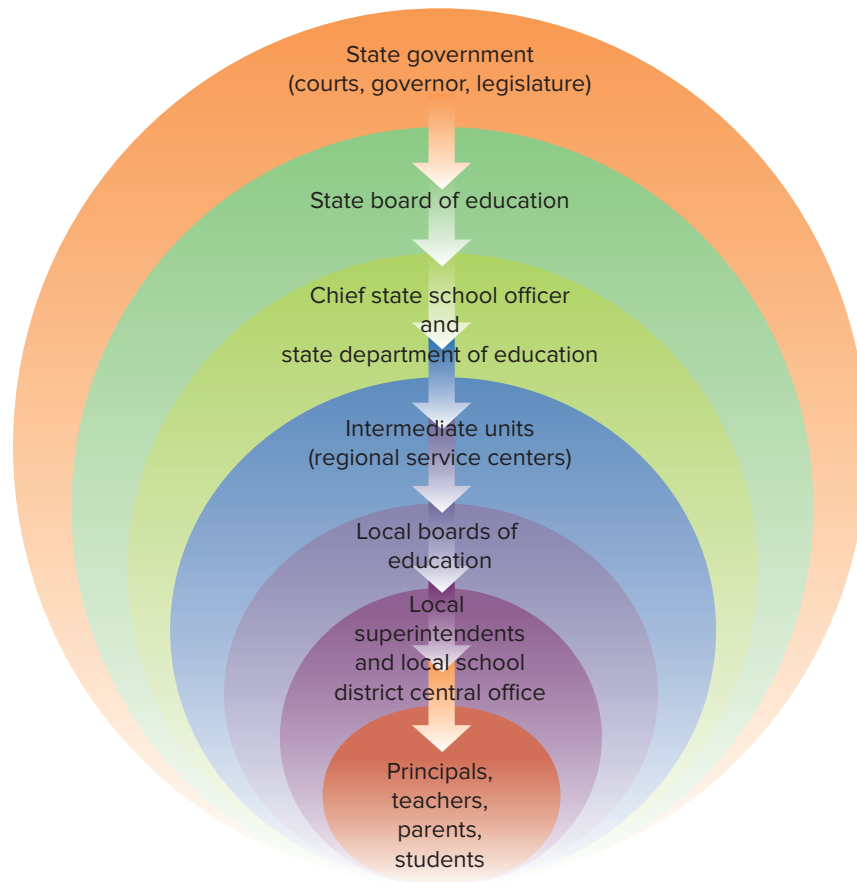 State government
(courts, governor, legislature)
State board of education
Chief state school officer
and
state department of education
Intermediate units
(regional service centers)
Local boards of
education
Local
superintendents
and local school
district central office
Principals,
teachers,
parents,
students